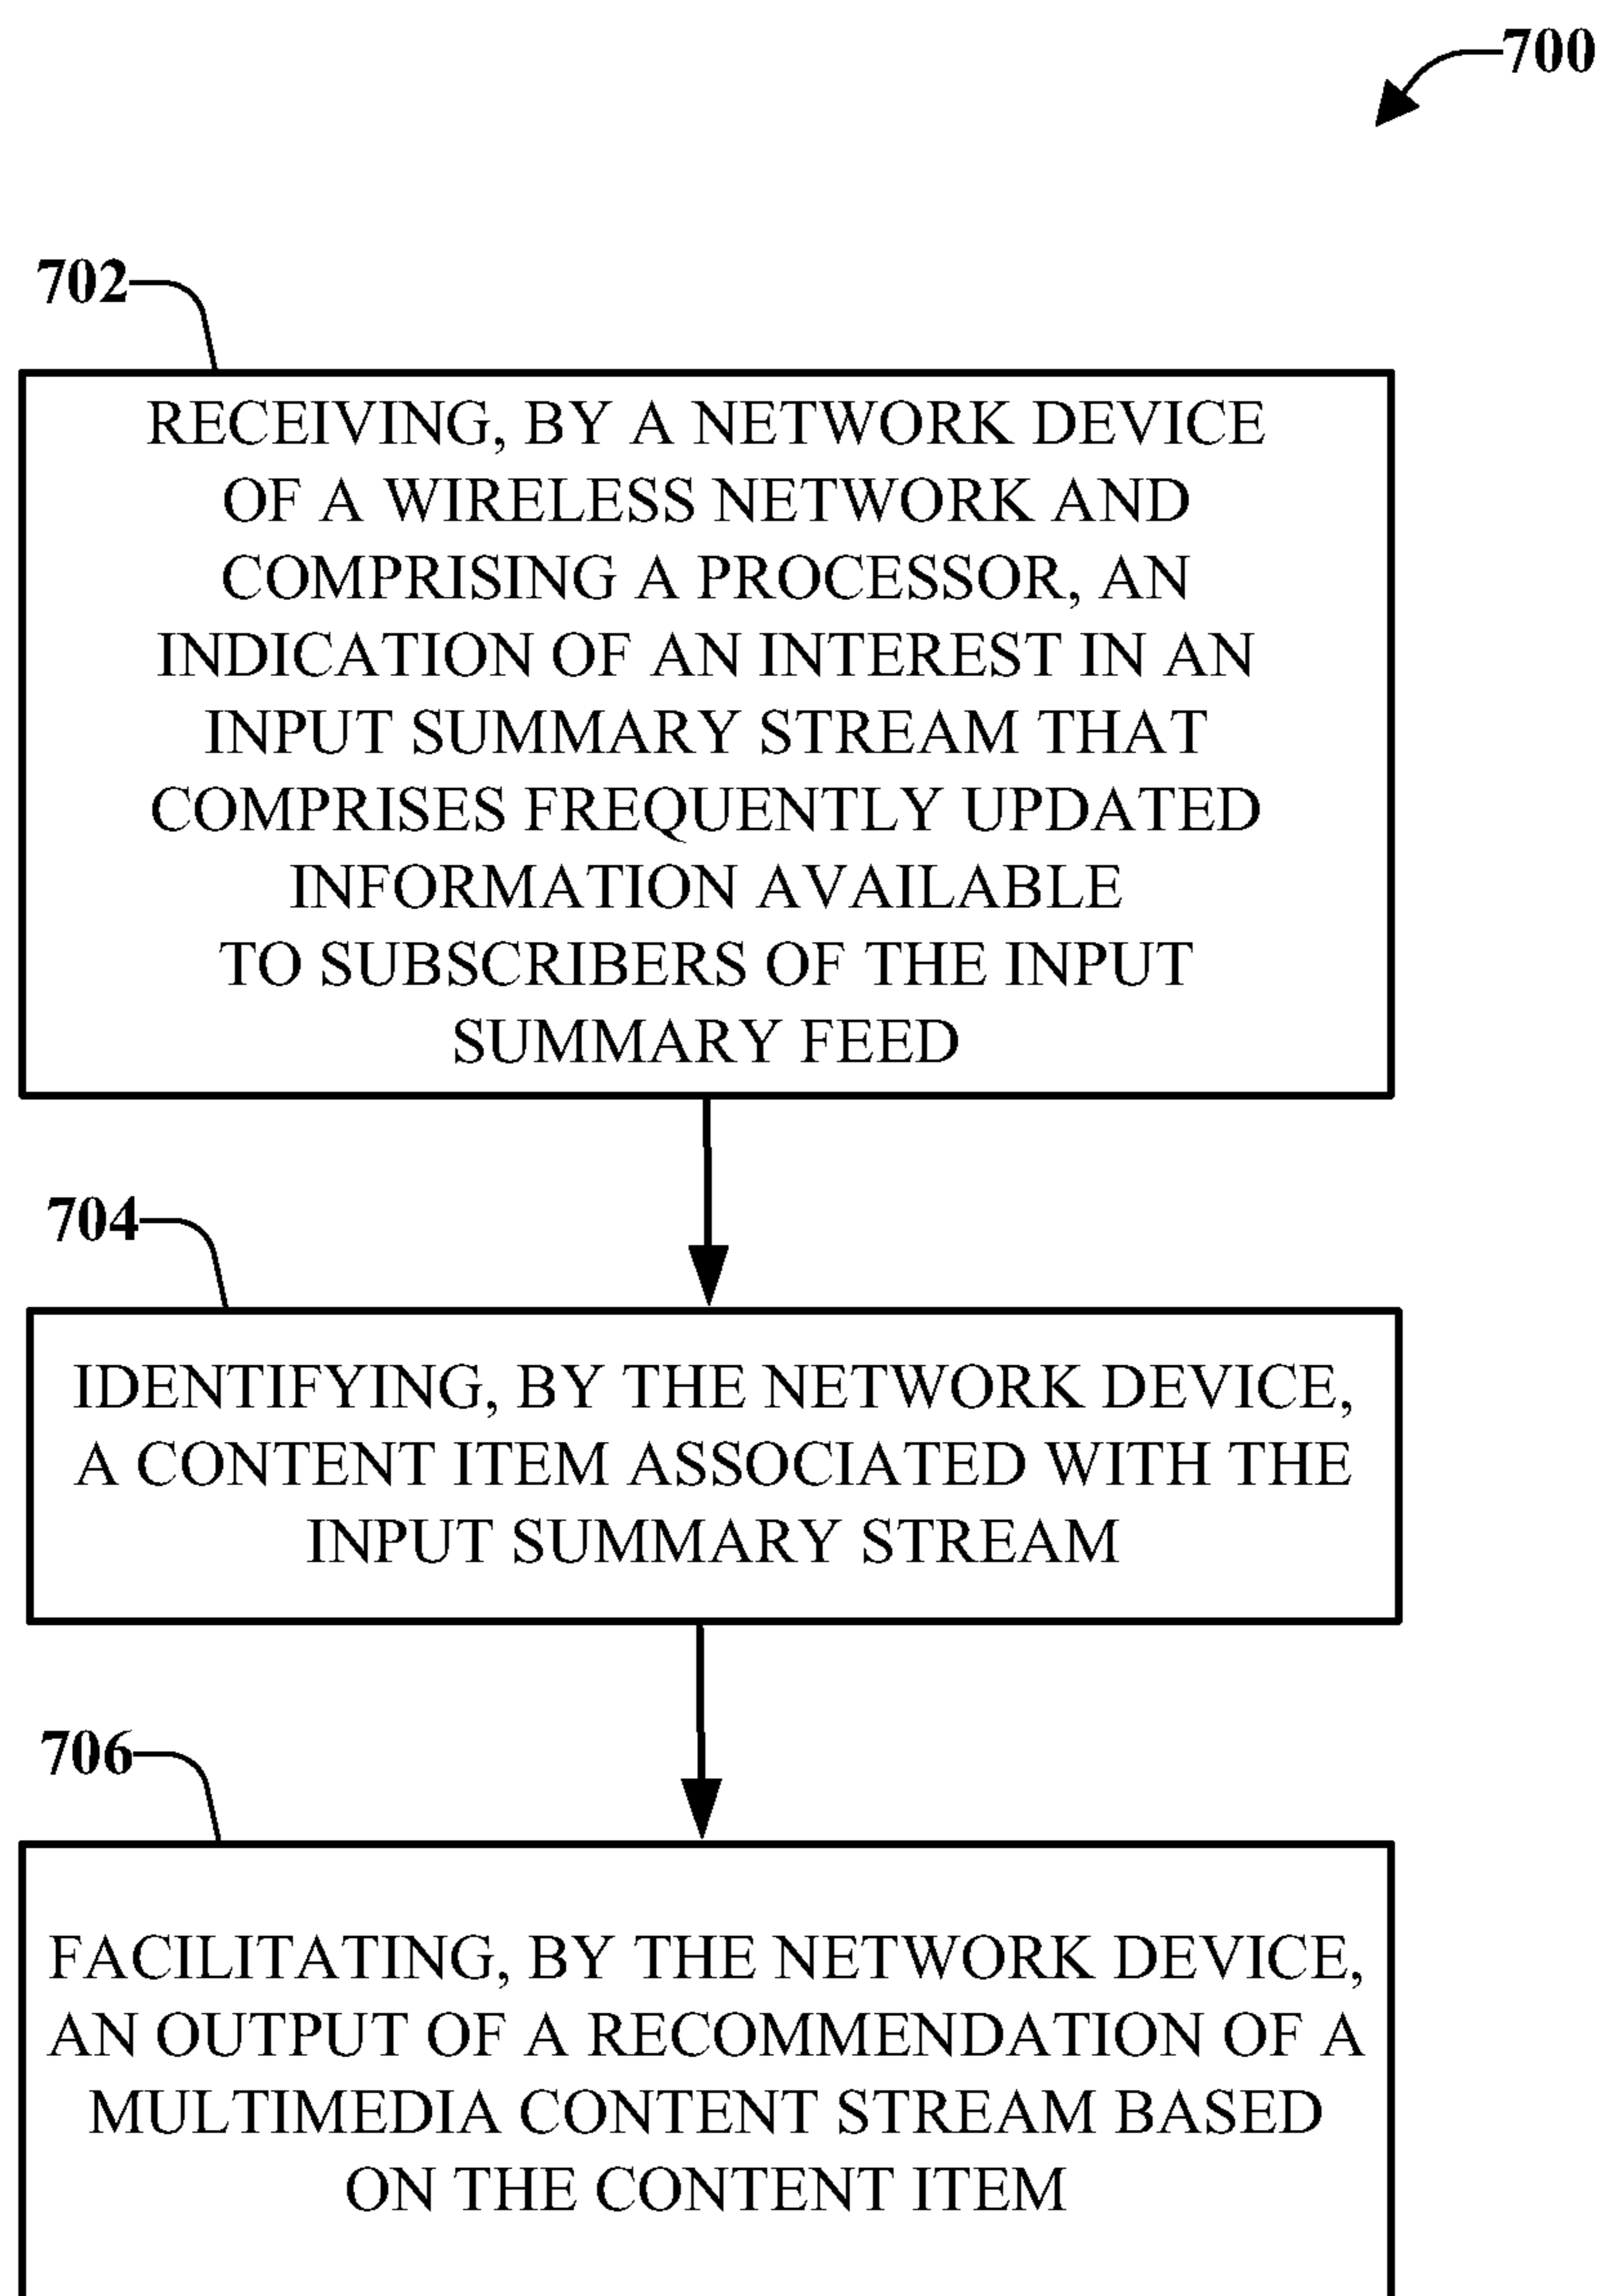 700
702
RECEIVING, BY A NETWORK DEVICE
OF A WIRELESS NETWORK AND
COMPRISING A PROCESSOR, AN
INDICATION OF AN INTEREST IN AN
INPUT SUMMARY STREAM THAT
COMPRISES FREQUENTLY UPDATED
INFORMATION AVAILABLE
TO SUBSCRIBERS OF THE INPUT
SUMMARY FEED
704
IDENTIFYING, BY THE NETWORK DEVICE,
A CONTENT ITEM ASSOCIATED WITH THE
INPUT SUMMARY STREAM
706
FACILITATING, BY THE NETWORK DEVICE,
AN OUTPUT OF A RECOMMENDATION OF A
MULTIMEDIA CONTENT STREAM BASED
ON THE CONTENT ITEM